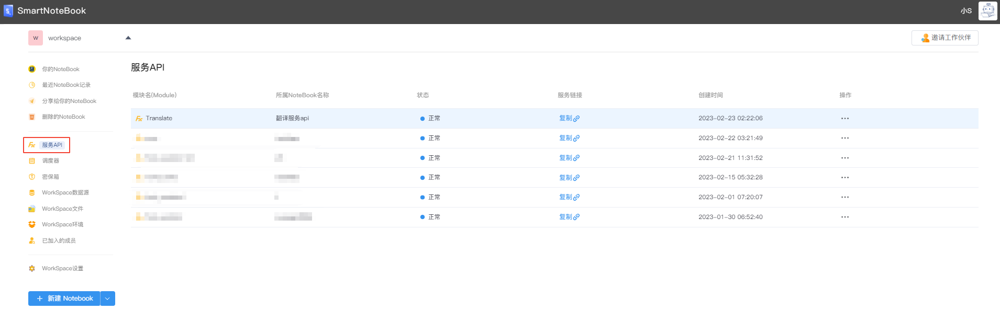 SmartNoteBook
小S
W workspace
邀请工作伙伴
你的NoteBook
最近NoteBook记录
分享给你的NoteBook
删除的NoteBook
服务API
调度器
密保箱
WorkSpace数据源
WorkSpace文件
WorkSpace环境
已加入的成员
WorkSpace设置
+ 新建 Notebook
服务API
模块名(Module) 所属NoteBook名称 状态 服务链接 创建时间 操作
Translate 翻译服务api 正常 复制 2023-02-23 02:22:06 ···
正常 复制 2023-02-22 03:21:49 ···
正常 复制 2023-02-21 11:31:52 ···
正常 复制 2023-02-15 05:32:28 ···
正常 复制 2023-02-01 07:20:07 ···
正常 复制 2023-01-30 06:52:40 ···